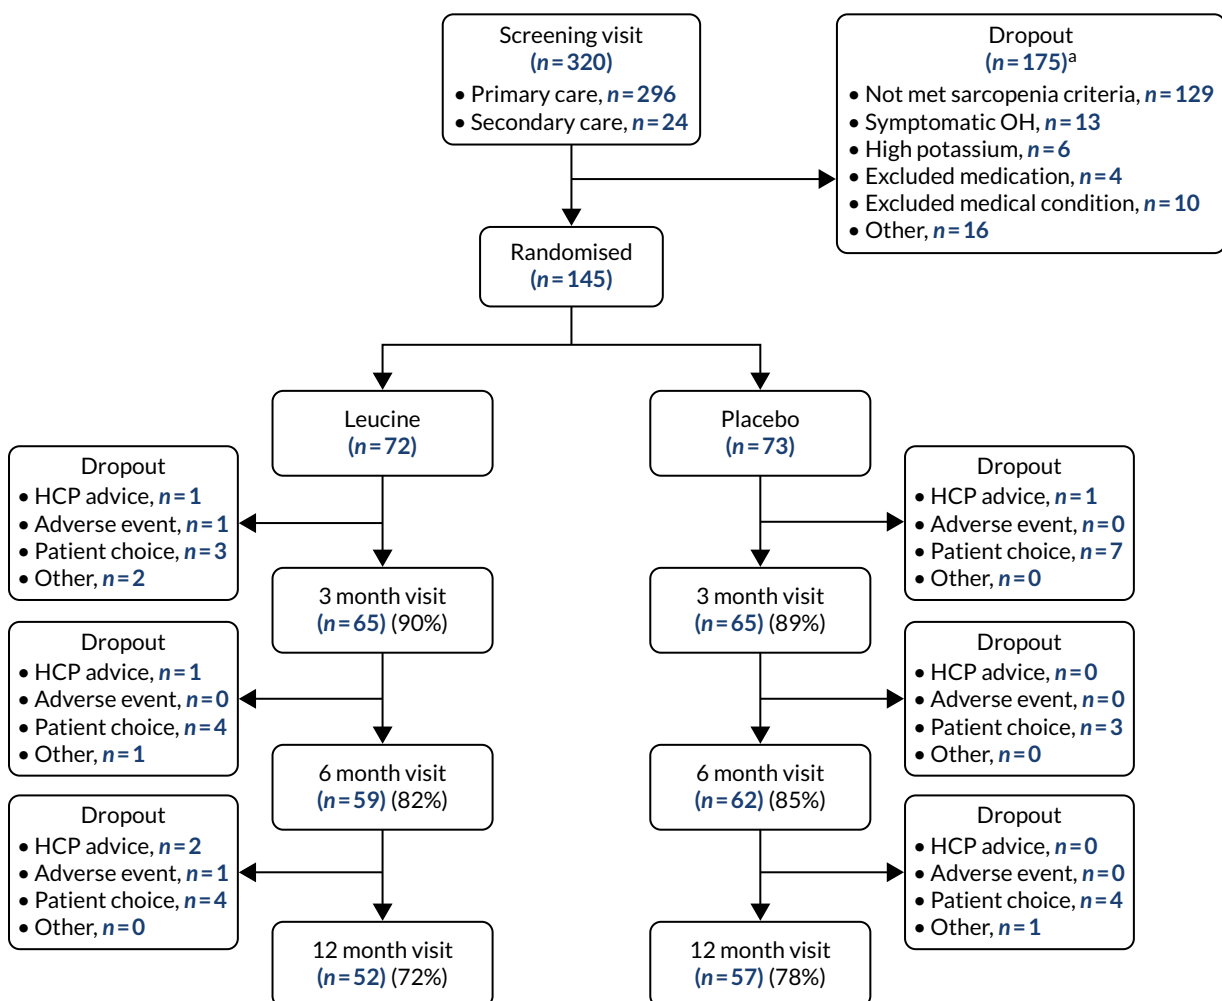 Screening visit
(n=320)
• Primary care, n=296
• Secondary care, n=24
Dropout
(n=175)a
• Not met sarcopenia criteria, n=129
• Symptomatic OH, n=13
• High potassium, n=6
• Excluded medication, n=4
• Excluded medical condition, n=10
• Other, n=16
Randomised
(n=145)
Leucine
(n=72)
Placebo
(n=73)
Dropout
• HCP advice, n=1
• Adverse event, n=1
• Patient choice, n=3
• Other, n=2
Dropout
• HCP advice, n=1
• Adverse event, n=0
• Patient choice, n=7
• Other, n=0
3 month visit
(n=65) (90%)
3 month visit
(n=65) (89%)
Dropout
• HCP advice, n=1
• Adverse event, n=0
• Patient choice, n=4
• Other, n=1
Dropout
• HCP advice, n=0
• Adverse event, n=0
• Patient choice, n=3
• Other, n=0
6 month visit
(n=59) (82%)
6 month visit
(n=62) (85%)
Dropout
• HCP advice, n=2
• Adverse event, n=1
• Patient choice, n=4
• Other, n=0
Dropout
• HCP advice, n=0
• Adverse event, n=0
• Patient choice, n=4
• Other, n=1
12 month visit
(n=52) (72%)
12 month visit
(n=57) (78%)